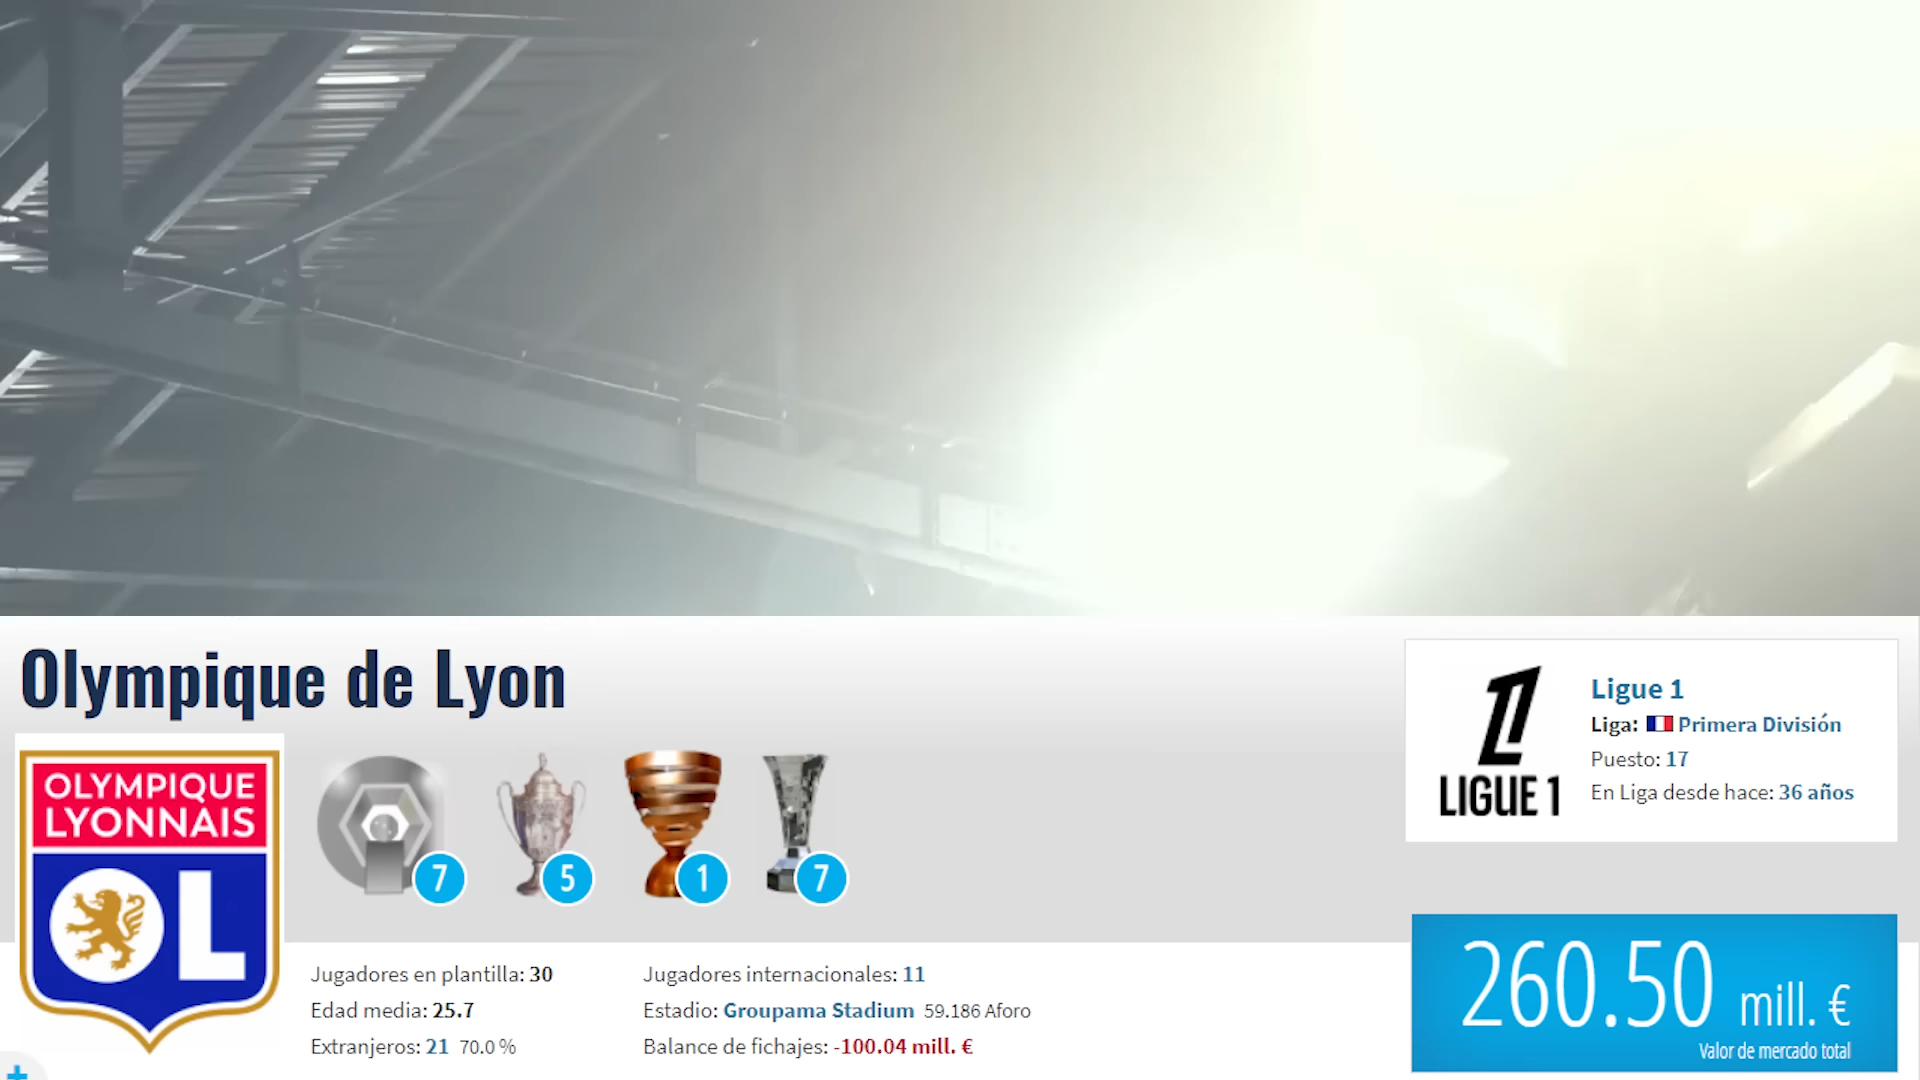 Olympique de Lyon
OLYMPIQUE
LYONNAIS
OL
7
5
1
7
Jugadores en plantilla: 30
Edad media: 25.7
Extranjeros: 21 70.0 %
Jugadores internacionales: 11
Estadio: Groupama Stadium 59.186 Aforo
Balance de fichajes: -100.04 mill. €
LIGUE 1
Ligue 1
Liga: Primera División
Puesto: 17
En Liga desde hace: 36 años
260.50 mill. €
Valor de mercado total